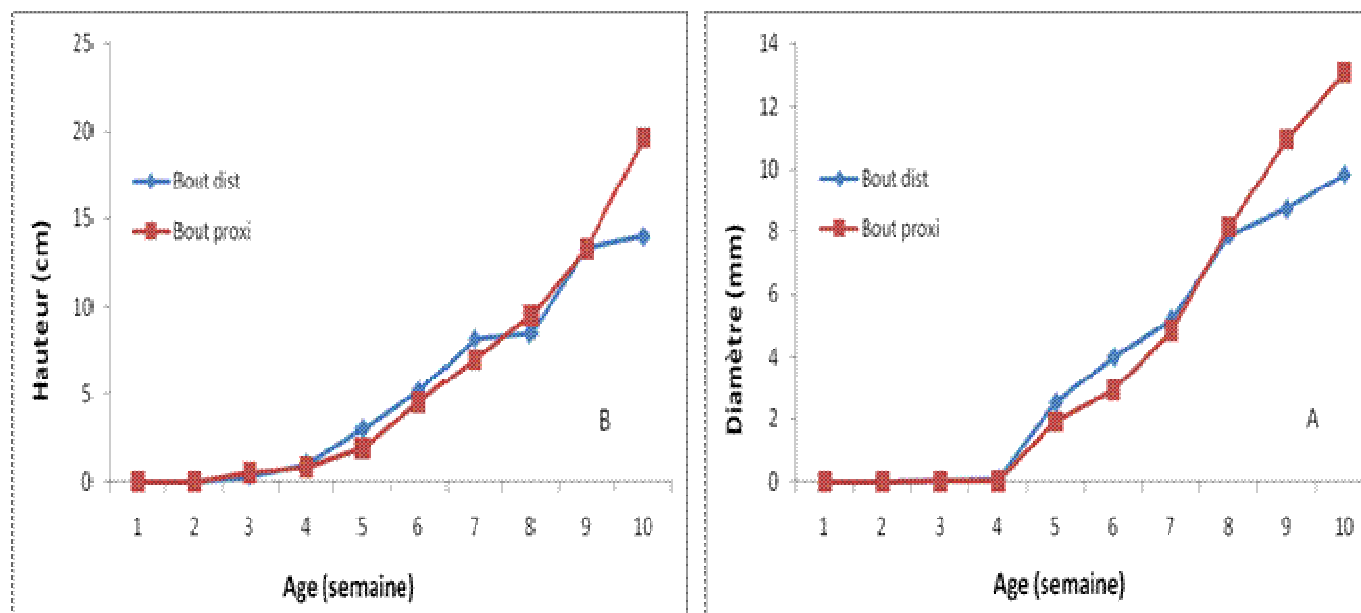 Hauteur (cm)
25
20
15
10
5
0
Bout dist
Bout proxi
B
1 2 3 4 5 6 7 8 9 10
Age (semaine)
Diamètre (mm)
14
12
10
8
6
4
2
0
Bout dist
Bout proxi
A
1 2 3 4 5 6 7 8 9 10
Age (semaine)